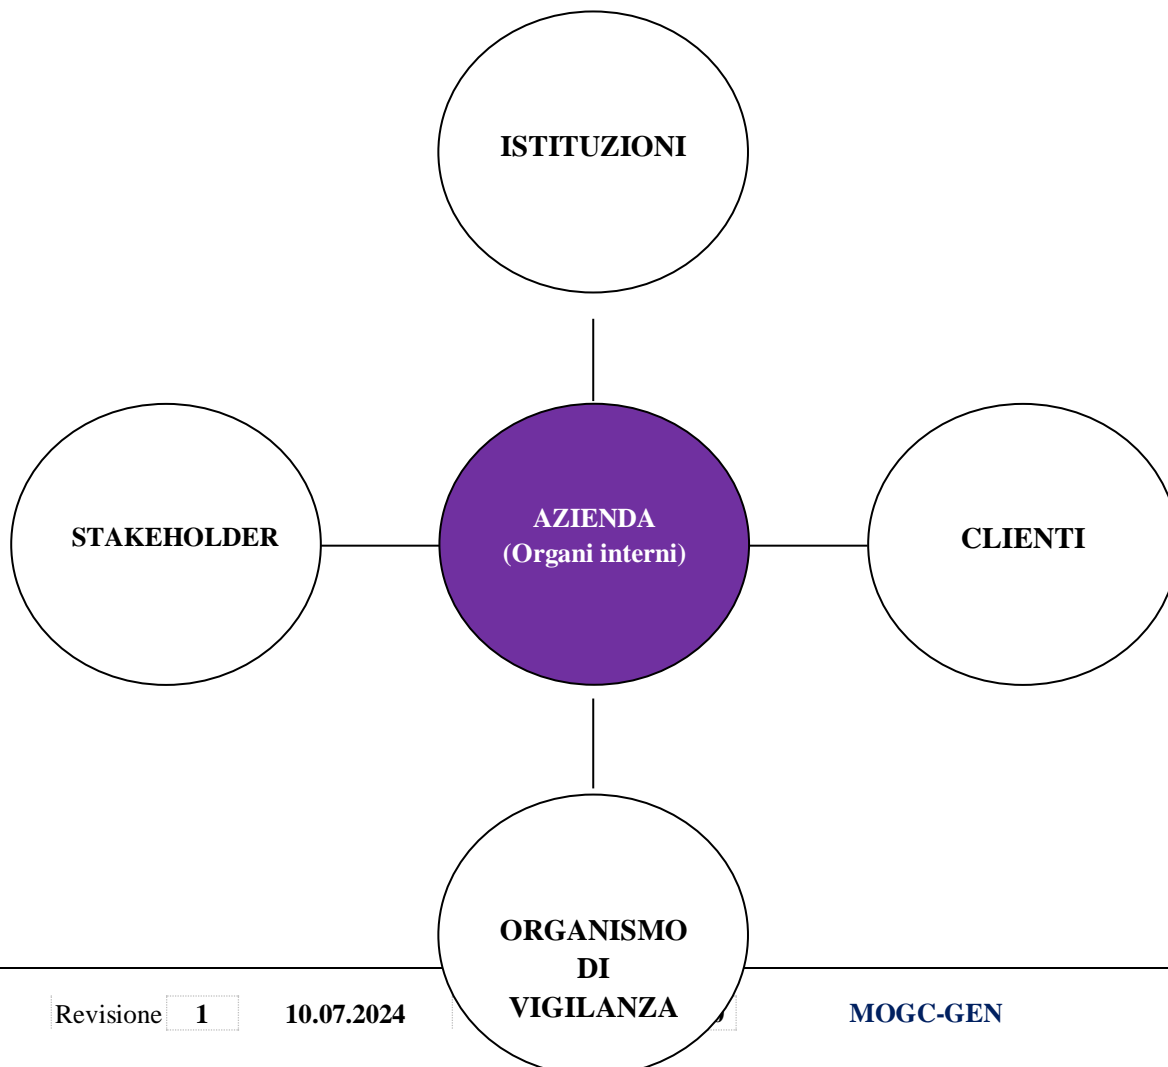 ISTITUZIONI
STAKEHOLDER
AZIENDA
(Organi interni)
CLIENTI
ORGANISMO
DI
VIGILANZA
Revisione 1 10.07.2024 MOGC-GEN